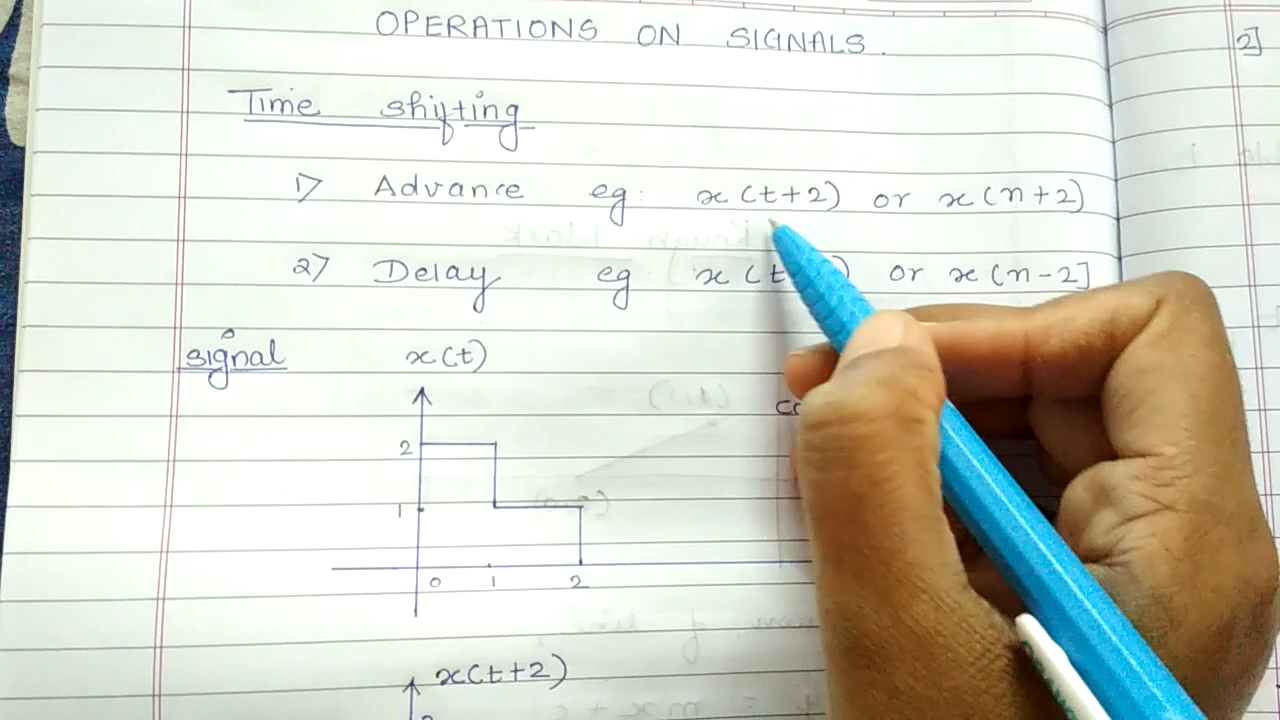 OPERATIONS ON SIGNALS.
2]
Time shifting
1) Advance eg: x(t+2) or x(n+2)
2) Delay eg x(t ) or x(n-2]
signal x(t)
2
1
0 1 2
x(t+2)